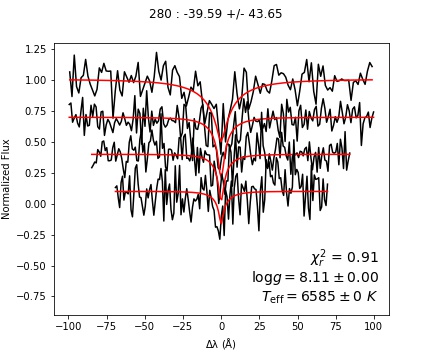 280 : -39.59 +/- 43.65
1.25
1.00
0.75
0.50
0.25
0.00
−0.25
−0.50
−0.75
Normalized Flux
χ²ᵣ = 0.91
logg = 8.11 ± 0.00
T_eff = 6585 ± 0 K
−100 −75 −50 −25 0 25 50 75 100
Δλ (Å)